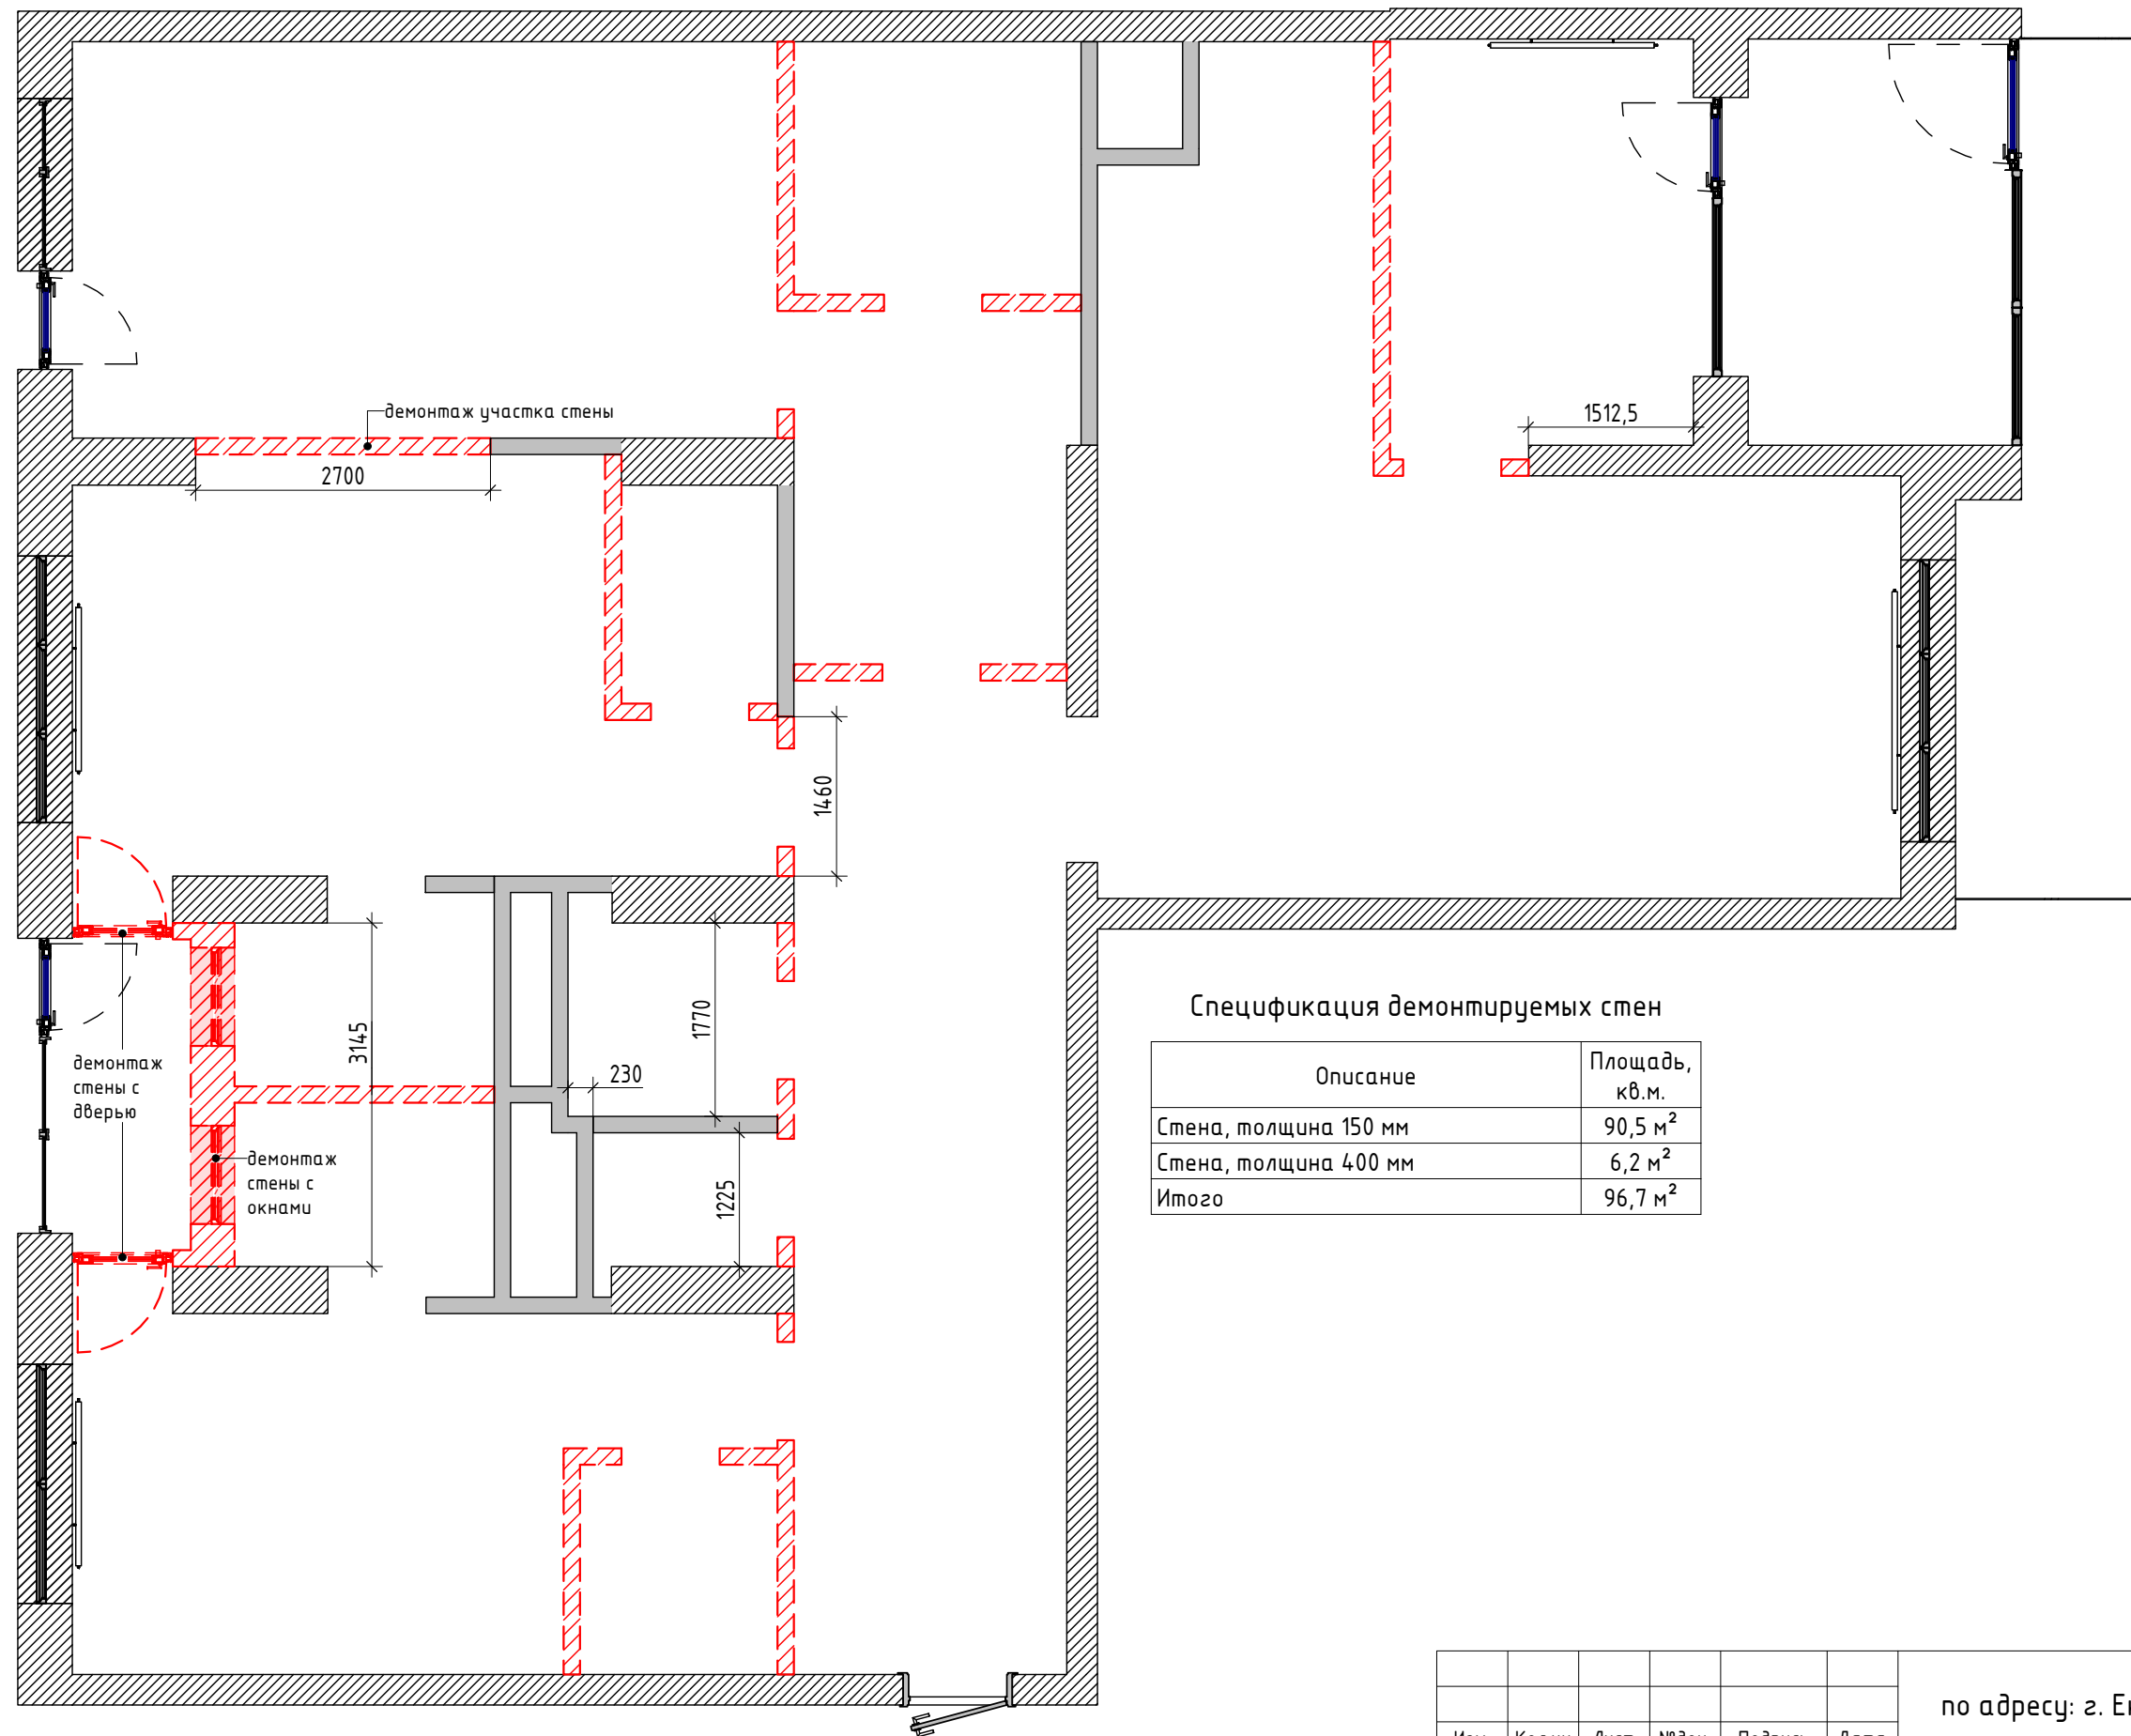 демонтаж участка стены
2700
1512,5
1460
3145
1770
230
1225
демонтаж
стены с
дверью
демонтаж
стены с
окнами
Спецификация демонтируемых стен
Описание
Площадь,
кв.м.
Стена, толщина 150 мм 90,5 м²
Стена, толщина 400 мм 6,2 м²
Итого 96,7 м²
по адресу: г.